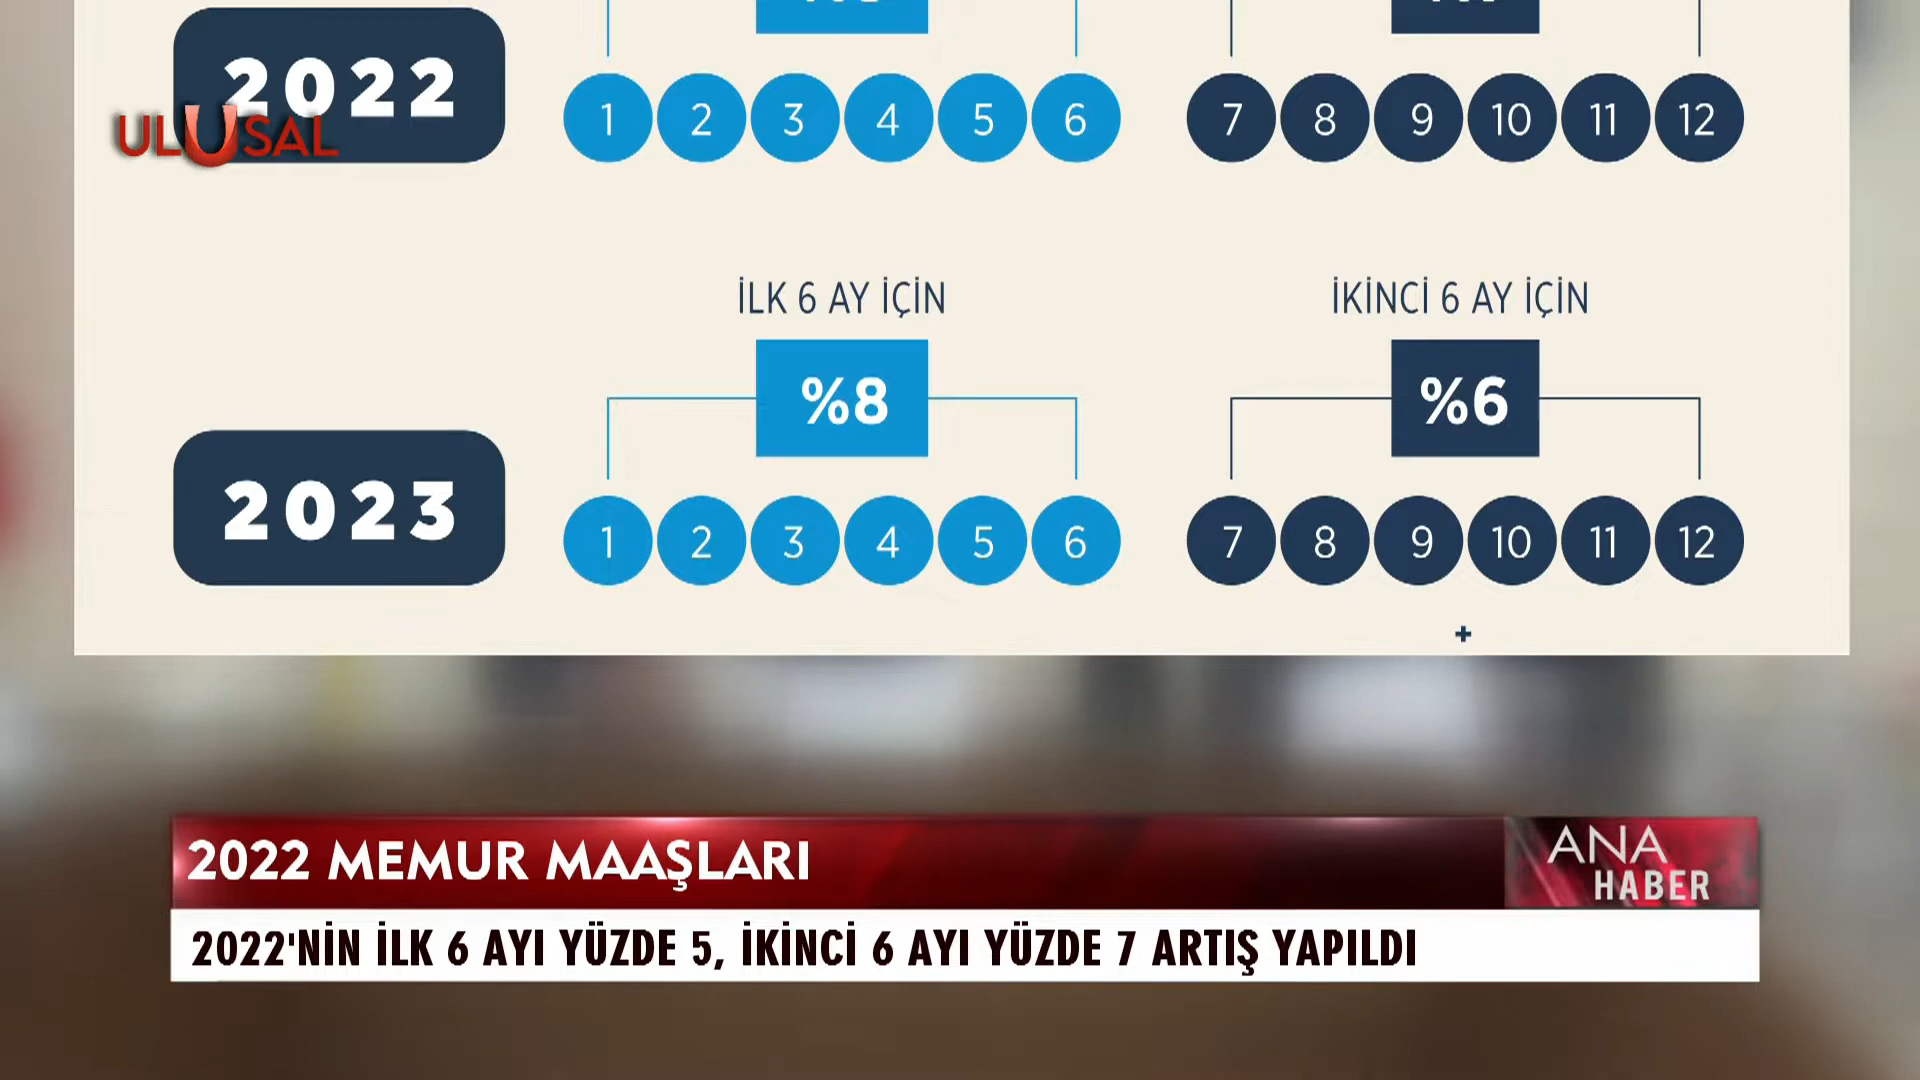 2022
ULUSAL
1 2 3 4 5 6 7 8 9 10 11 12
İLK 6 AY İÇİN İKİNCİ 6 AY İÇİN
%8 %6
2023
1 2 3 4 5 6 7 8 9 10 11 12
+
2022 MEMUR MAAŞLARI
ANA
HABER
2022'NİN İLK 6 AYI YÜZDE 5, İKİNCİ 6 AYI YÜZDE 7 ARTIŞ YAPILDI